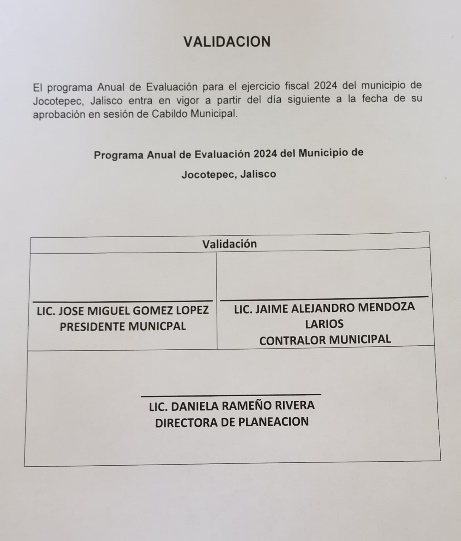 VALIDACION
El programa Anual de Evaluación para el ejercicio fiscal 2024 del municipio de
Jocotepec, Jalisco entra en vigor a partir del día siguiente a la fecha de su
aprobación en sesión de Cabildo Municipal.
Programa Anual de Evaluación 2024 del Municipio de
Jocotepec, Jalisco
Validación
LIC. JOSE MIGUEL GOMEZ LOPEZ
PRESIDENTE MUNICPAL
LIC. JAIME ALEJANDRO MENDOZA
LARIOS
CONTRALOR MUNICIPAL
LIC. DANIELA RAMEÑO RIVERA
DIRECTORA DE PLANEACION